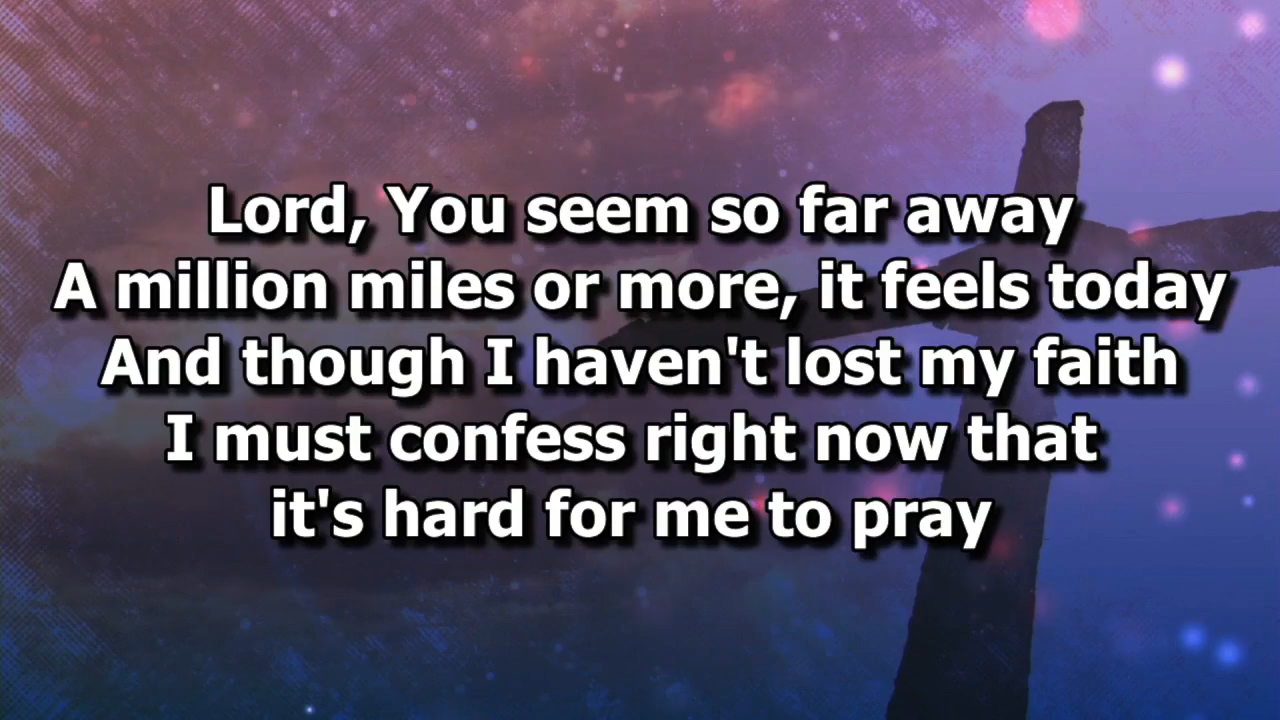 Lord, You seem so far away
A million miles or more, it feels today
And though I haven't lost my faith
I must confess right now that
it's hard for me to pray